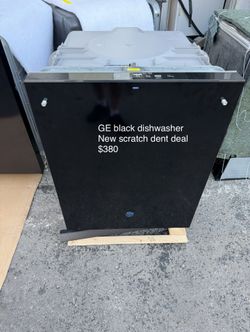 GE black dishwasher
New scratch dent deal
$380